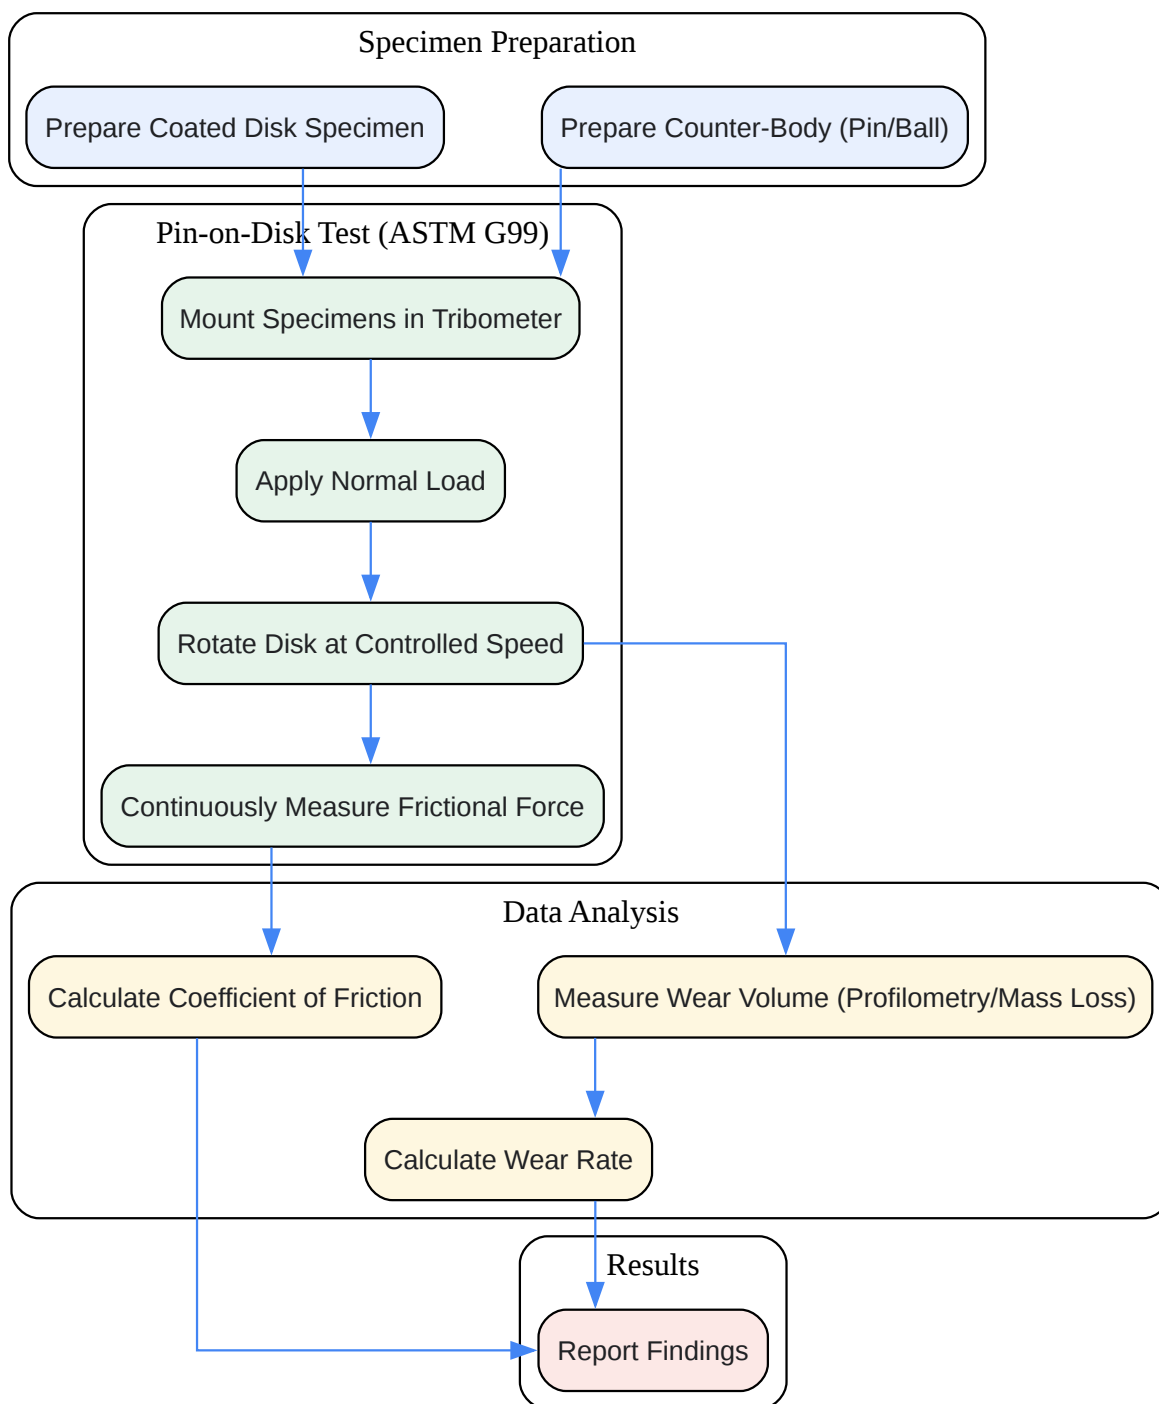 Specimen Preparation
Prepare Coated Disk Specimen
Prepare Counter-Body (Pin/Ball)
Pin-on-Disk Test (ASTM G99)
Mount Specimens in Tribometer
Apply Normal Load
Rotate Disk at Controlled Speed
Continuously Measure Frictional Force
Data Analysis
Calculate Coefficient of Friction
Measure Wear Volume (Profilometry/Mass Loss)
Calculate Wear Rate
Results
Report Findings